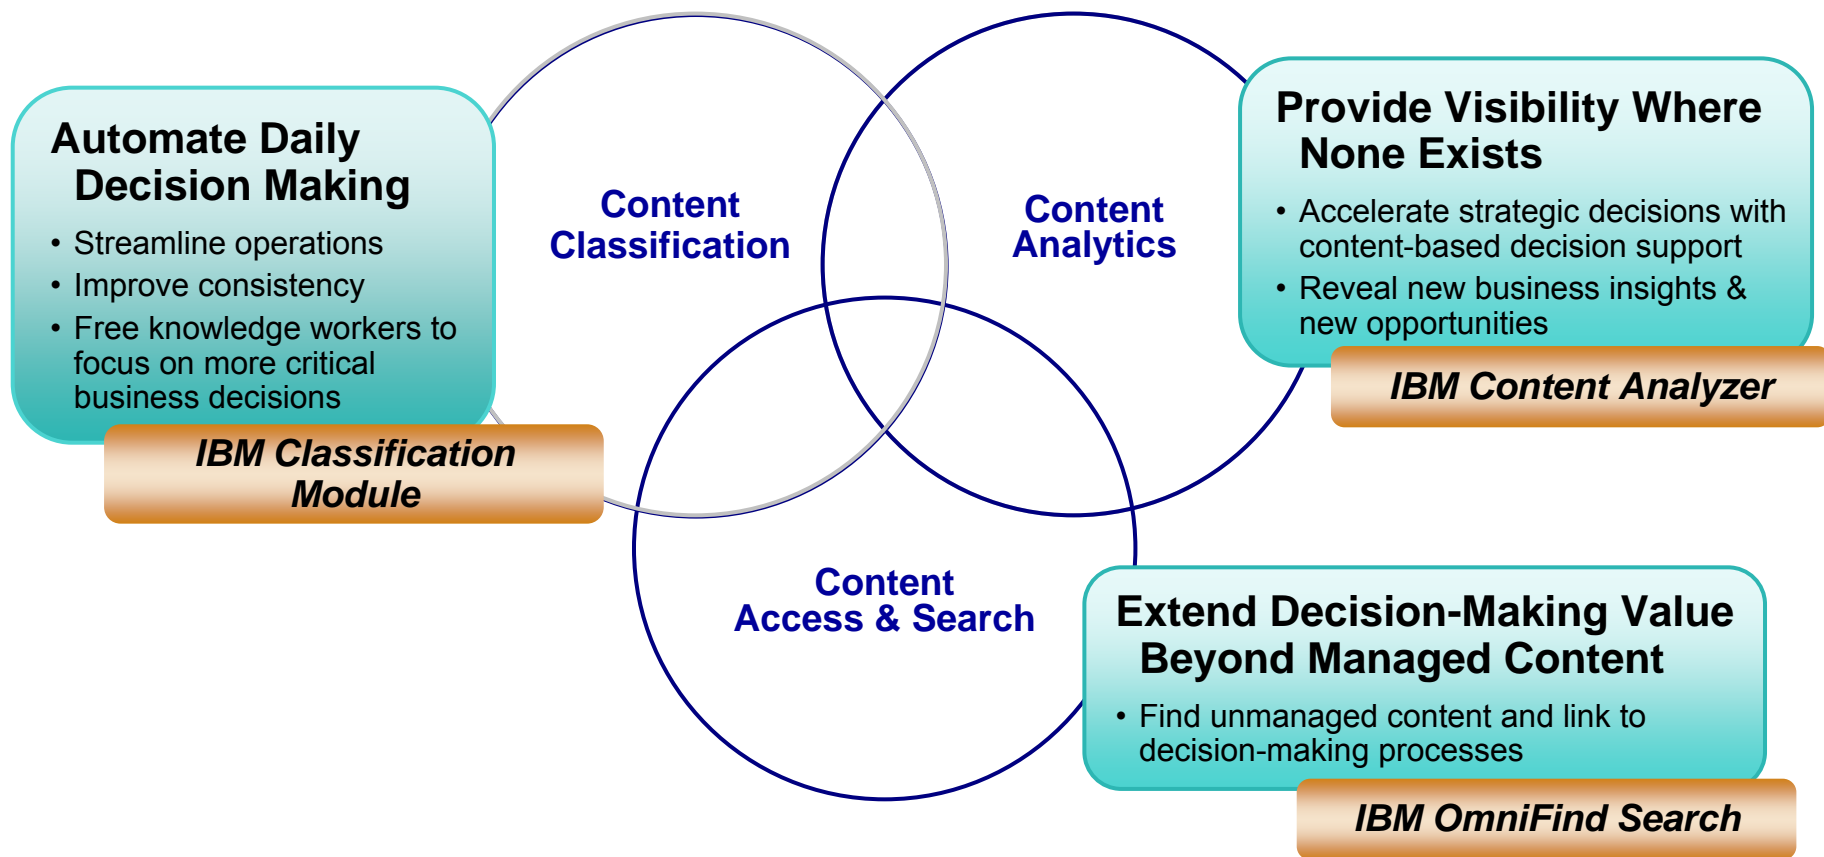 Automate Daily
Decision Making
• Streamline operations
• Improve consistency
• Free knowledge workers to
focus on more critical
business decisions
IBM Classification
Module
Content
Classification
Content
Analytics
Provide Visibility Where
None Exists
• Accelerate strategic decisions with
content-based decision support
• Reveal new business insights &
new opportunities
IBM Content Analyzer
Content
Access & Search
Extend Decision-Making Value
Beyond Managed Content
• Find unmanaged content and link to
decision-making processes
IBM OmniFind Search